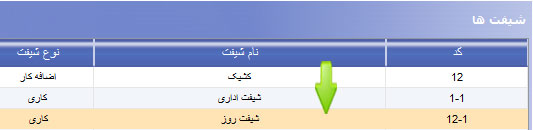 شیفت ها
کد نام شیفت نوع شیفت
12 کشیک اضافه کار
1-1 شیفت اداری کاری
12-1 شیفت روز کاری